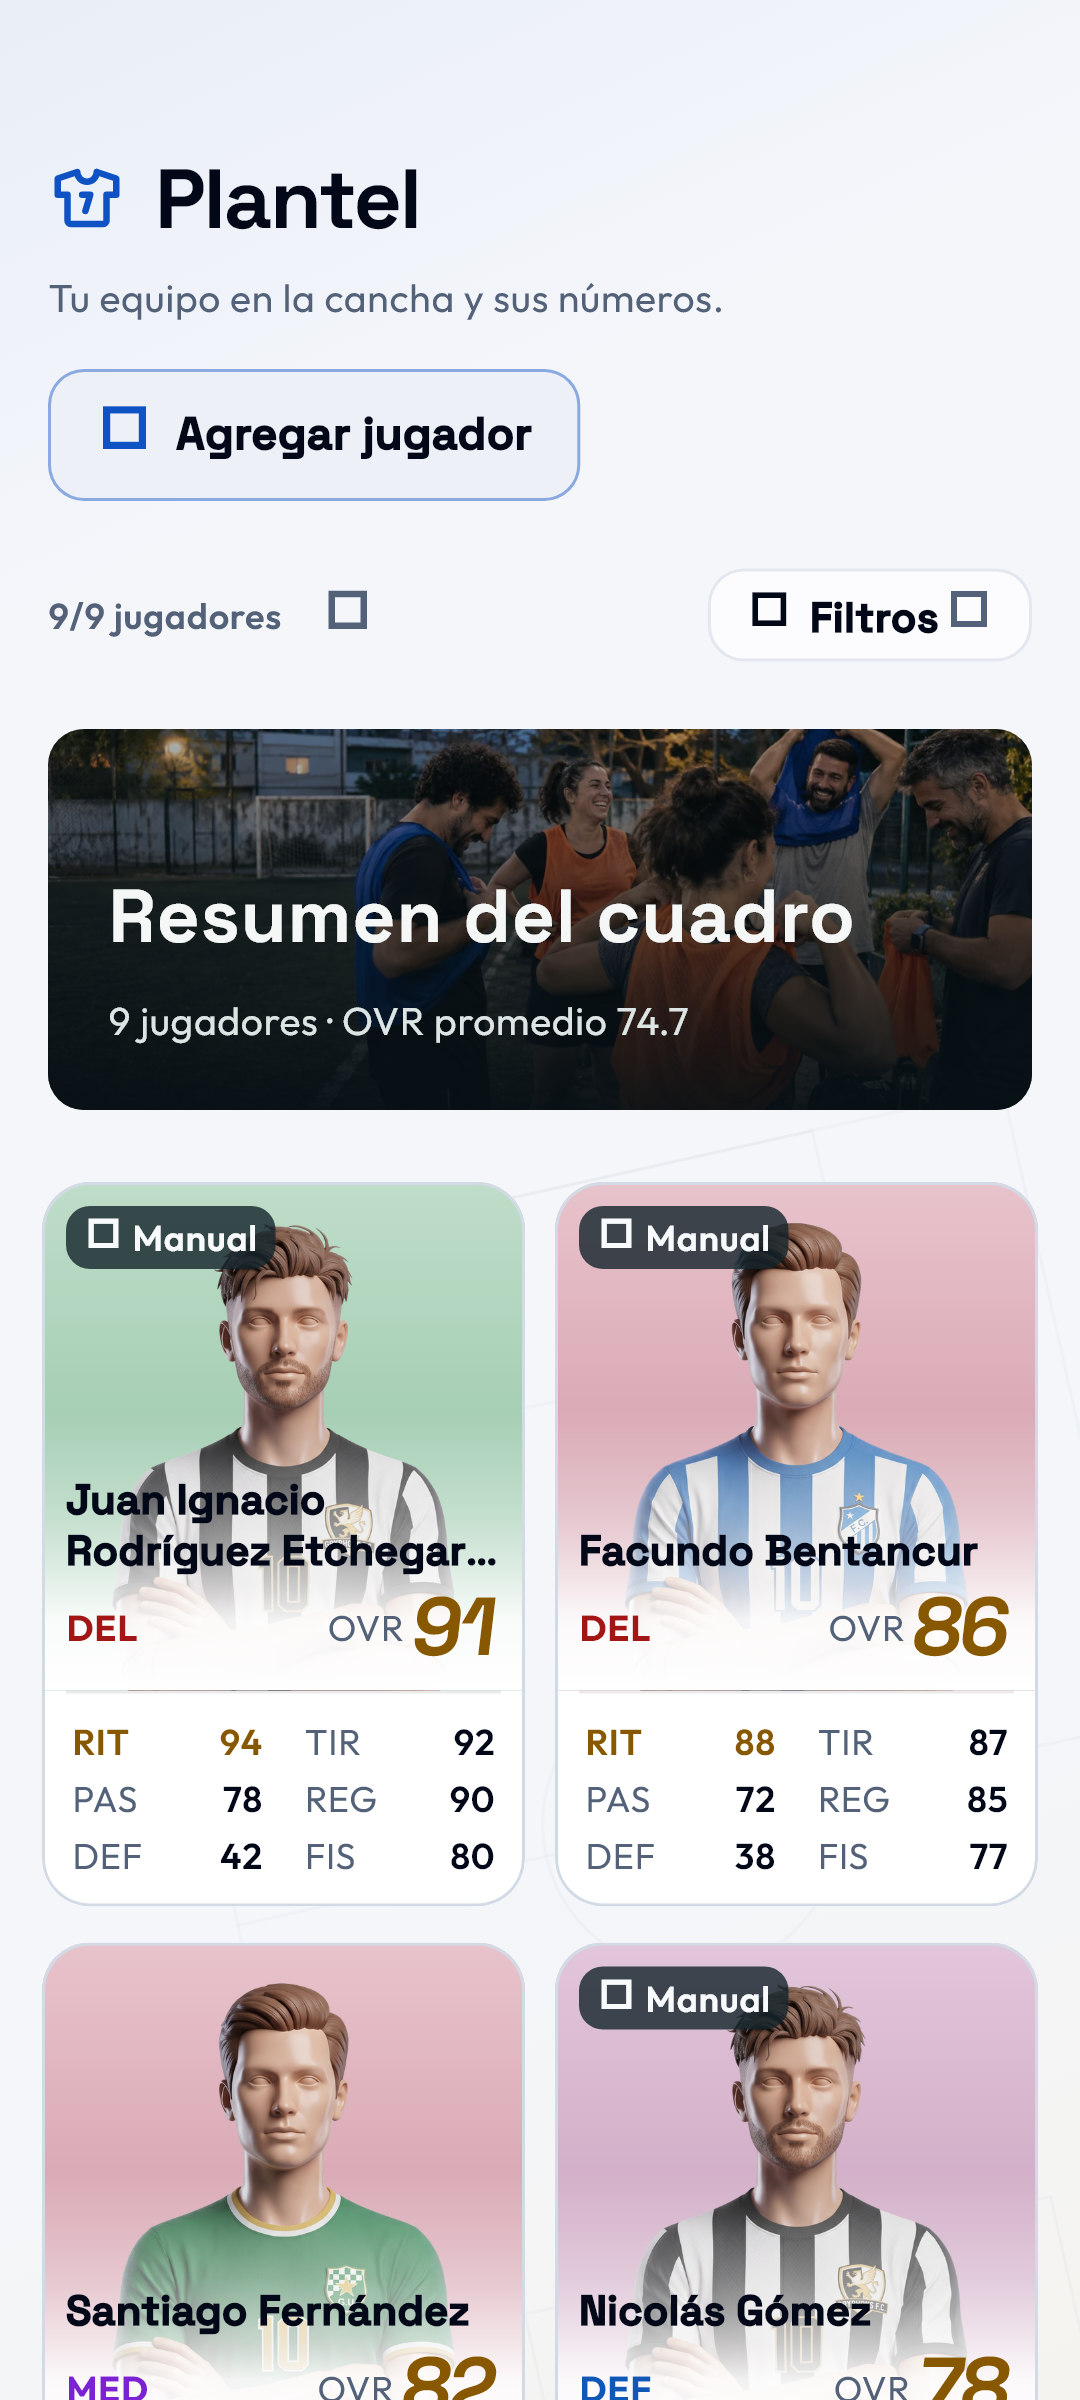 7
Plantel
Tu equipo en la cancha y sus números.
Agregar jugador
9/9 jugadores
Filtros
Resumen del cuadro
9 jugadores · OVR promedio 74.7
Manual
Juan Ignacio
Rodríguez Etchegar...
DEL OVR 91
RIT 94 TIR 92
PAS 78 REG 90
DEF 42 FIS 80
Manual
Facundo Bentancur
DEL OVR 86
RIT 88 TIR 87
PAS 72 REG 85
DEF 38 FIS 77
10
Santiago Fernández
MED OVR 82
Manual
Nicolás Gómez
DEF OVR 78